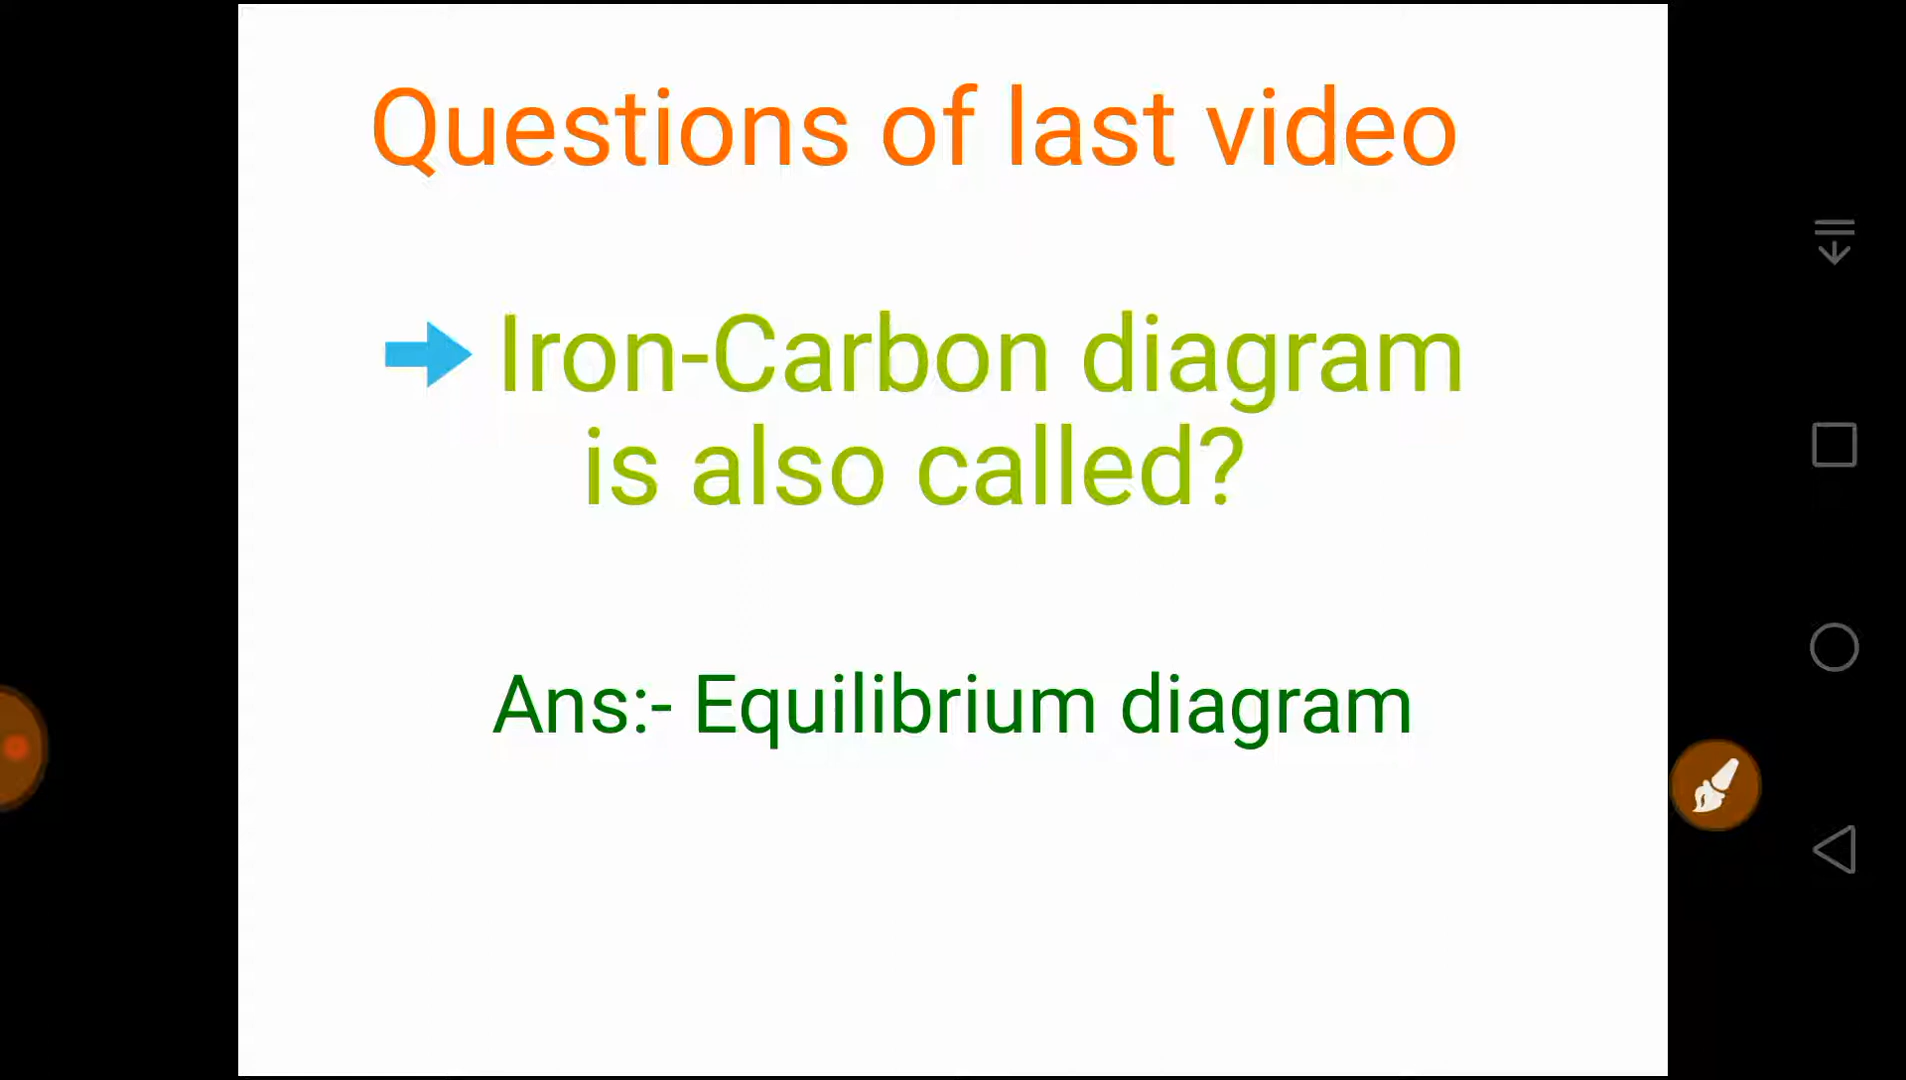 Questions of last video
Iron-Carbon diagram
is also called?
Ans:- Equilibrium diagram